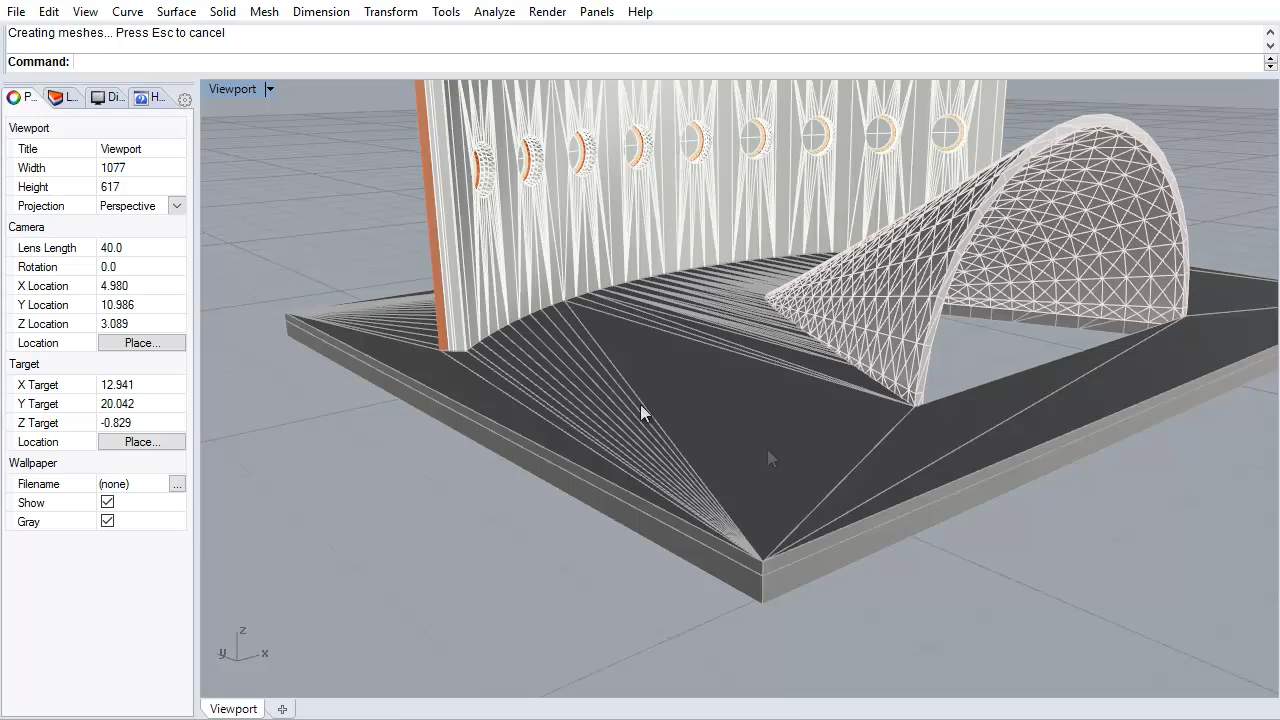 File Edit View Curve Surface Solid Mesh Dimension Transform Tools Analyze Render Panels Help
Creating meshes... Press Esc to cancel
Command:
P... L... Di... H...
Viewport
Viewport
Title Viewport
Width 1077
Height 617
Projection Perspective
Camera
Lens Length 40.0
Rotation 0.0
X Location 4.980
Y Location 10.986
Z Location 3.089
Location Place...
Target
X Target 12.941
Y Target 20.042
Z Target -0.829
Location Place...
Wallpaper
Filename (none) ...
Show
Gray
z
y x
Viewport